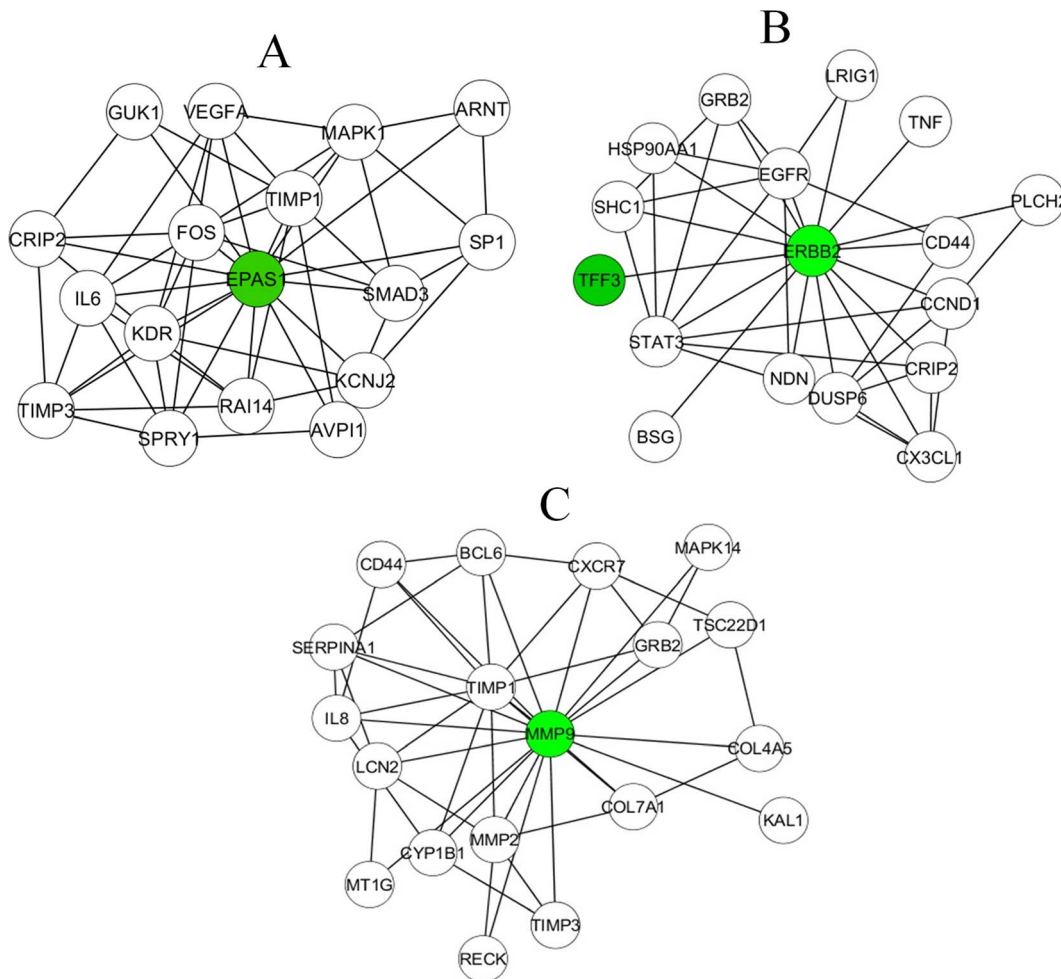 A
GUK1
VEGFA
MAPK1
ARNT
TIMP1
CRIP2
FOS
SP1
EPAS1
IL6
SMAD3
KDR
KCNJ2
TIMP3
RAI14
SPRY1
AVPI1
B
LRIG1
GRB2
TNF
HSP90AA1
EGFR
SHC1
PLCH2
ERBB2
CD44
TFF3
CCND1
STAT3
CRIP2
NDN
DUSP6
BSG
CX3CL1
C
MAPK14
BCL6
CD44
CXCR7
TSC22D1
SERPINA1
GRB2
TIMP1
IL8
MMP9
COL4A5
LCN2
COL7A1
KAL1
MMP2
CYP1B1
MT1G
TIMP3
RECK